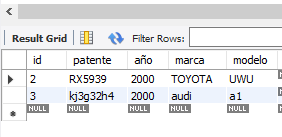 Result Grid Filter Rows:
id patente año marca modelo
2 RX5939 2000 TOYOTA UWU
3 kj3g32h4 2000 audi a1
NULL NULL NULL NULL NULL